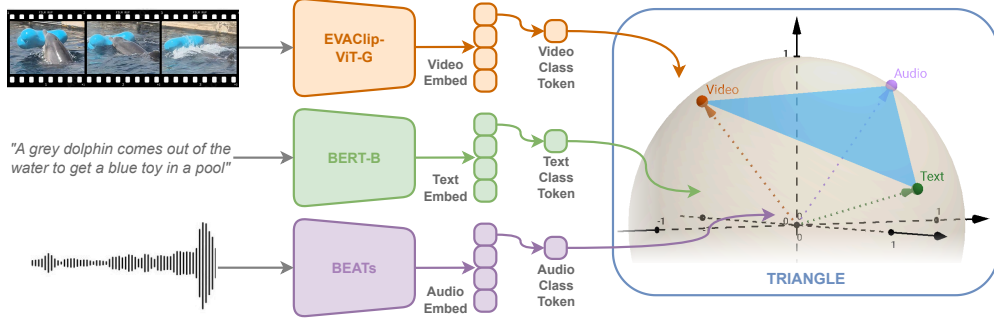 EVAClip-
ViT-G
Video
Embed
Video
Class
Token
"A grey dolphin comes out of the
water to get a blue toy in a pool"
BERT-B
Text
Embed
Text
Class
Token
BEATs
Audio
Embed
Audio
Class
Token
1
Video
Audio
Text
-1
0
0
0
1
1
TRIANGLE